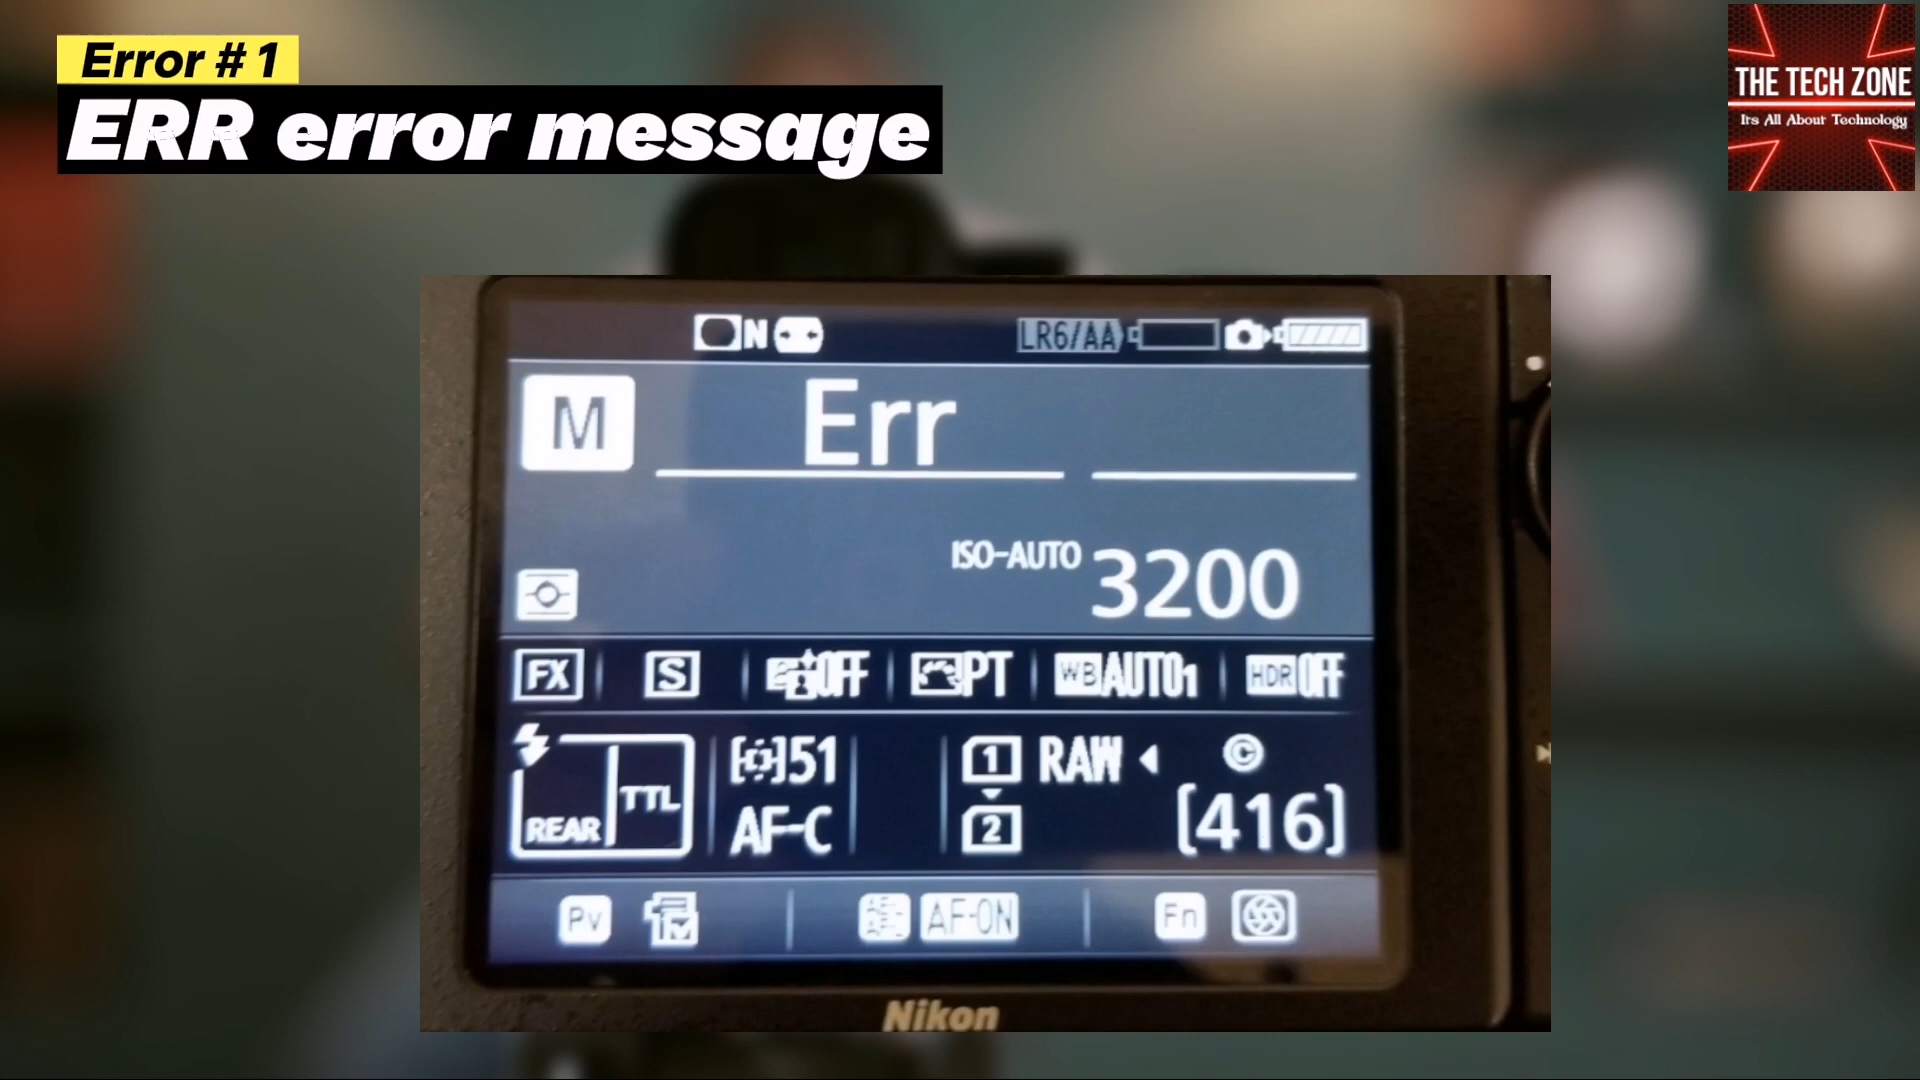 Error # 1
ERR error message
THE TECH ZONE
Its All About Technology
N LR6/AA
M Err
ISO-AUTO 3200
FX S OFF PT WB AUTO1 HDR OFF
REAR TTL 51 1 RAW ©
AF-C 2 [416]
Pv AF-ON Fn
Nikon